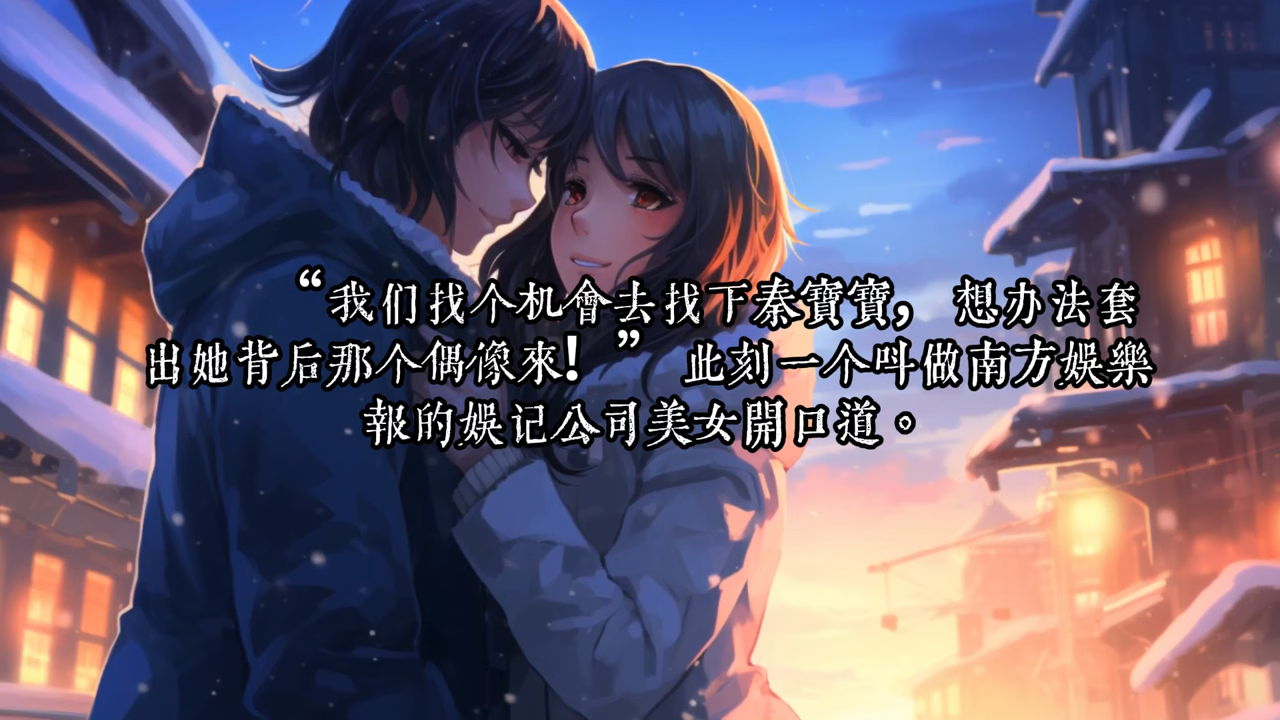 “我们找个机會去找下秦寶寶，想办法套
出她背后那个偶像來！”此刻一个叫做南方娛樂
報的娛记公司美女開口道。